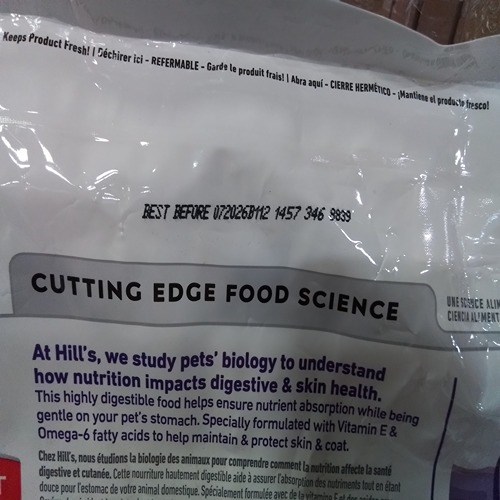 Keeps Product Fresh! | Déchirer ici - REFERMABLE - Garde le produit frais! | Abra aquí - CIERRE HERMÉTICO - ¡Mantiene el producto fresco!
BEST BEFORE 072026B112 1457 346 9839
CUTTING EDGE FOOD SCIENCE
UNE SCIENCE ALIM
CIENCIA ALIMENT
At Hill's, we study pets' biology to understand
how nutrition impacts digestive & skin health.
This highly digestible food helps ensure nutrient absorption while being
gentle on your pet's stomach. Specially formulated with Vitamin E &
Omega-6 fatty acids to help maintain & protect skin & coat.
Chez Hill's, nous étudions la biologie des animaux pour comprendre comment la nutrition affecte la santé
digestive et cutanée. Cette nourriture hautement digestible aide à assurer l'absorption des nutriments tout en étant
douce pour l'estomac de votre animal domestique. Spécialement formulée avec de la vitamine E et des
T